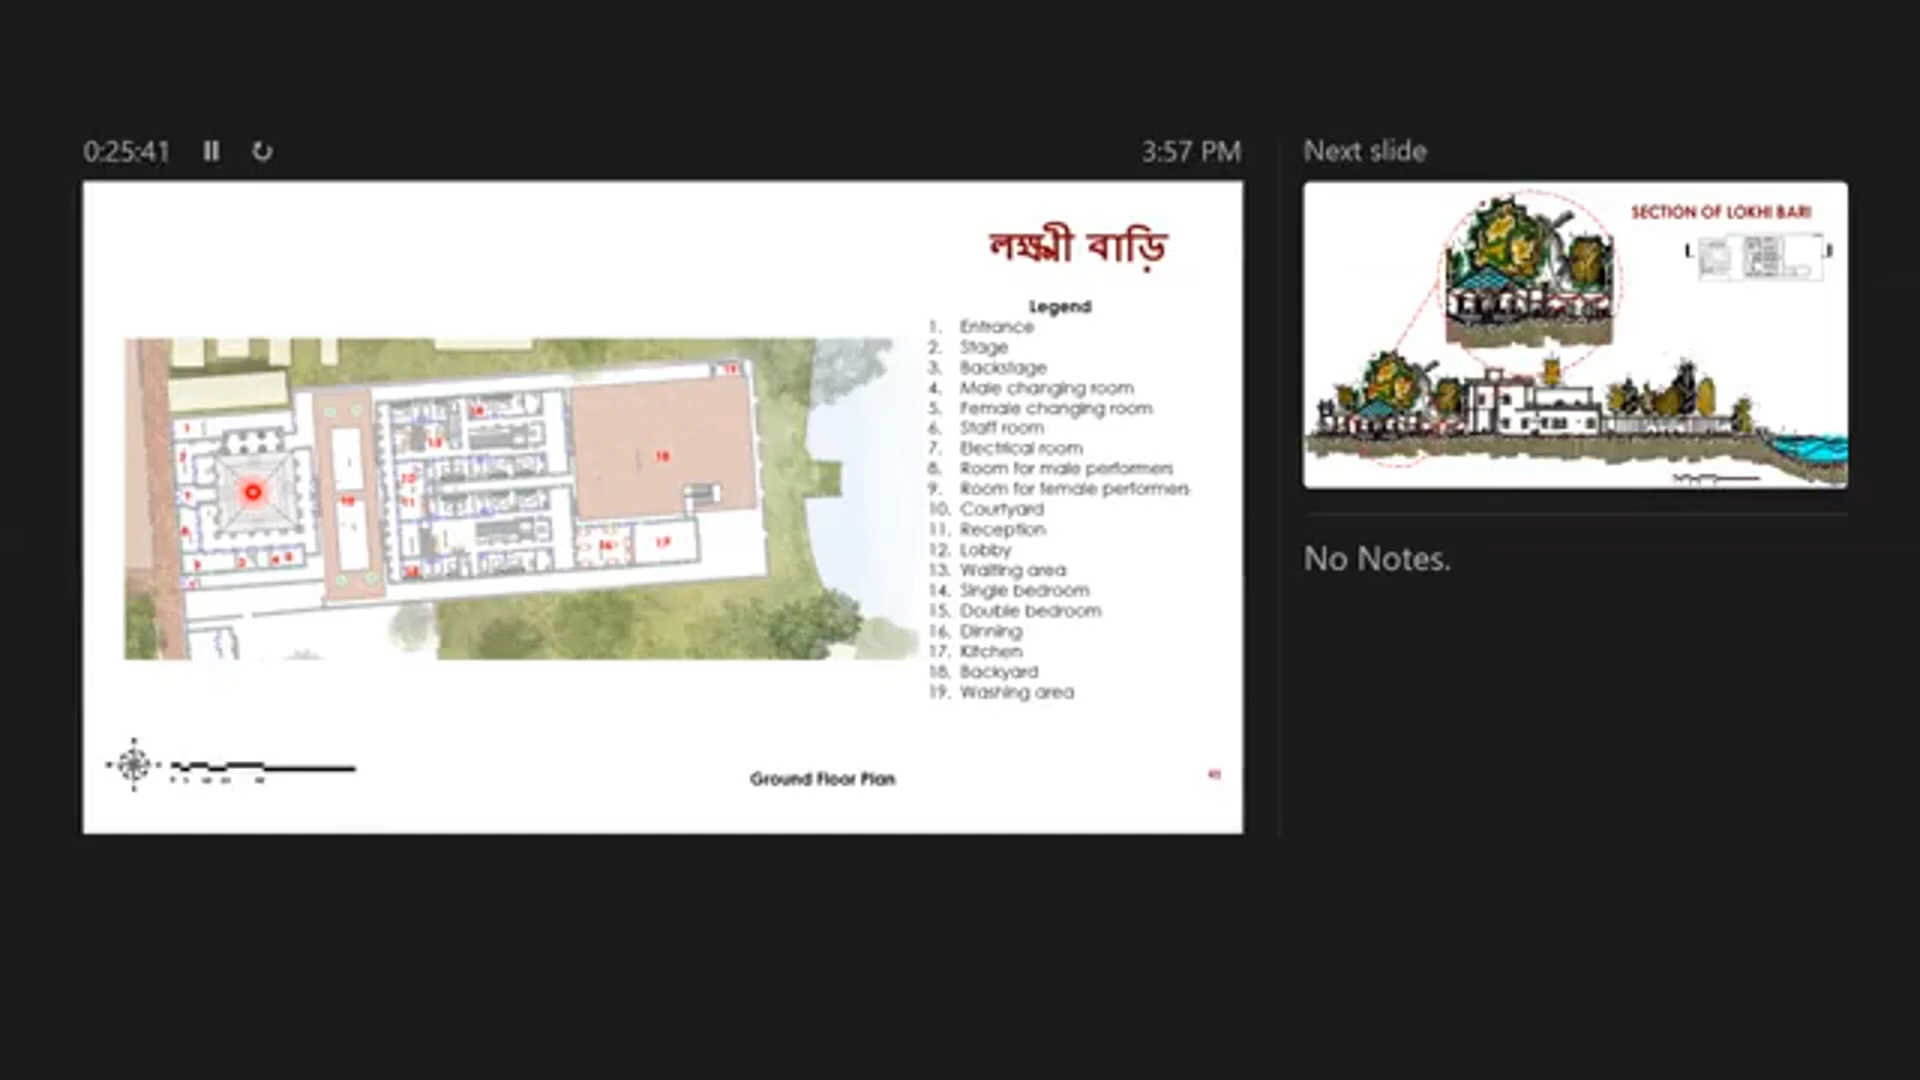 0:25:41
3:57 PM
Next slide
লক্ষ্মী বাড়ি
Legend
1. Entrance
2. Stage
3. Backstage
4. Male changing room
5. Female changing room
6. Staff room
7. Electrical room
8. Room for male performers
9. Room for female performers
10. Courtyard
11. Reception
12. Lobby
13. Waiting area
14. Single bedroom
15. Double bedroom
16. Dinning
17. Kitchen
18. Backyard
19. Washing area
Ground Floor Plan
SECTION OF LOKHI BARI
No Notes.